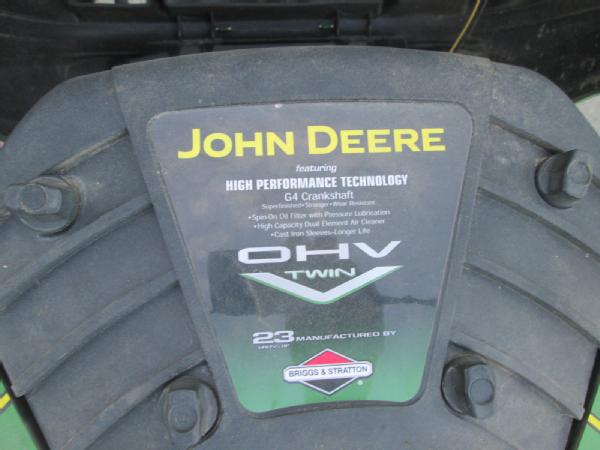 JOHN DEERE
featuring
HIGH PERFORMANCE TECHNOLOGY
G4 Crankshaft
Superfinished•Stronger•Wear Resistant
•Spin-On Oil Filter with Pressure Lubrication
•High Capacity Dual Element Air Cleaner
•Cast Iron Sleeves-Longer Life
OHV
TWIN
23 MANUFACTURED BY
BRIGGS & STRATTON